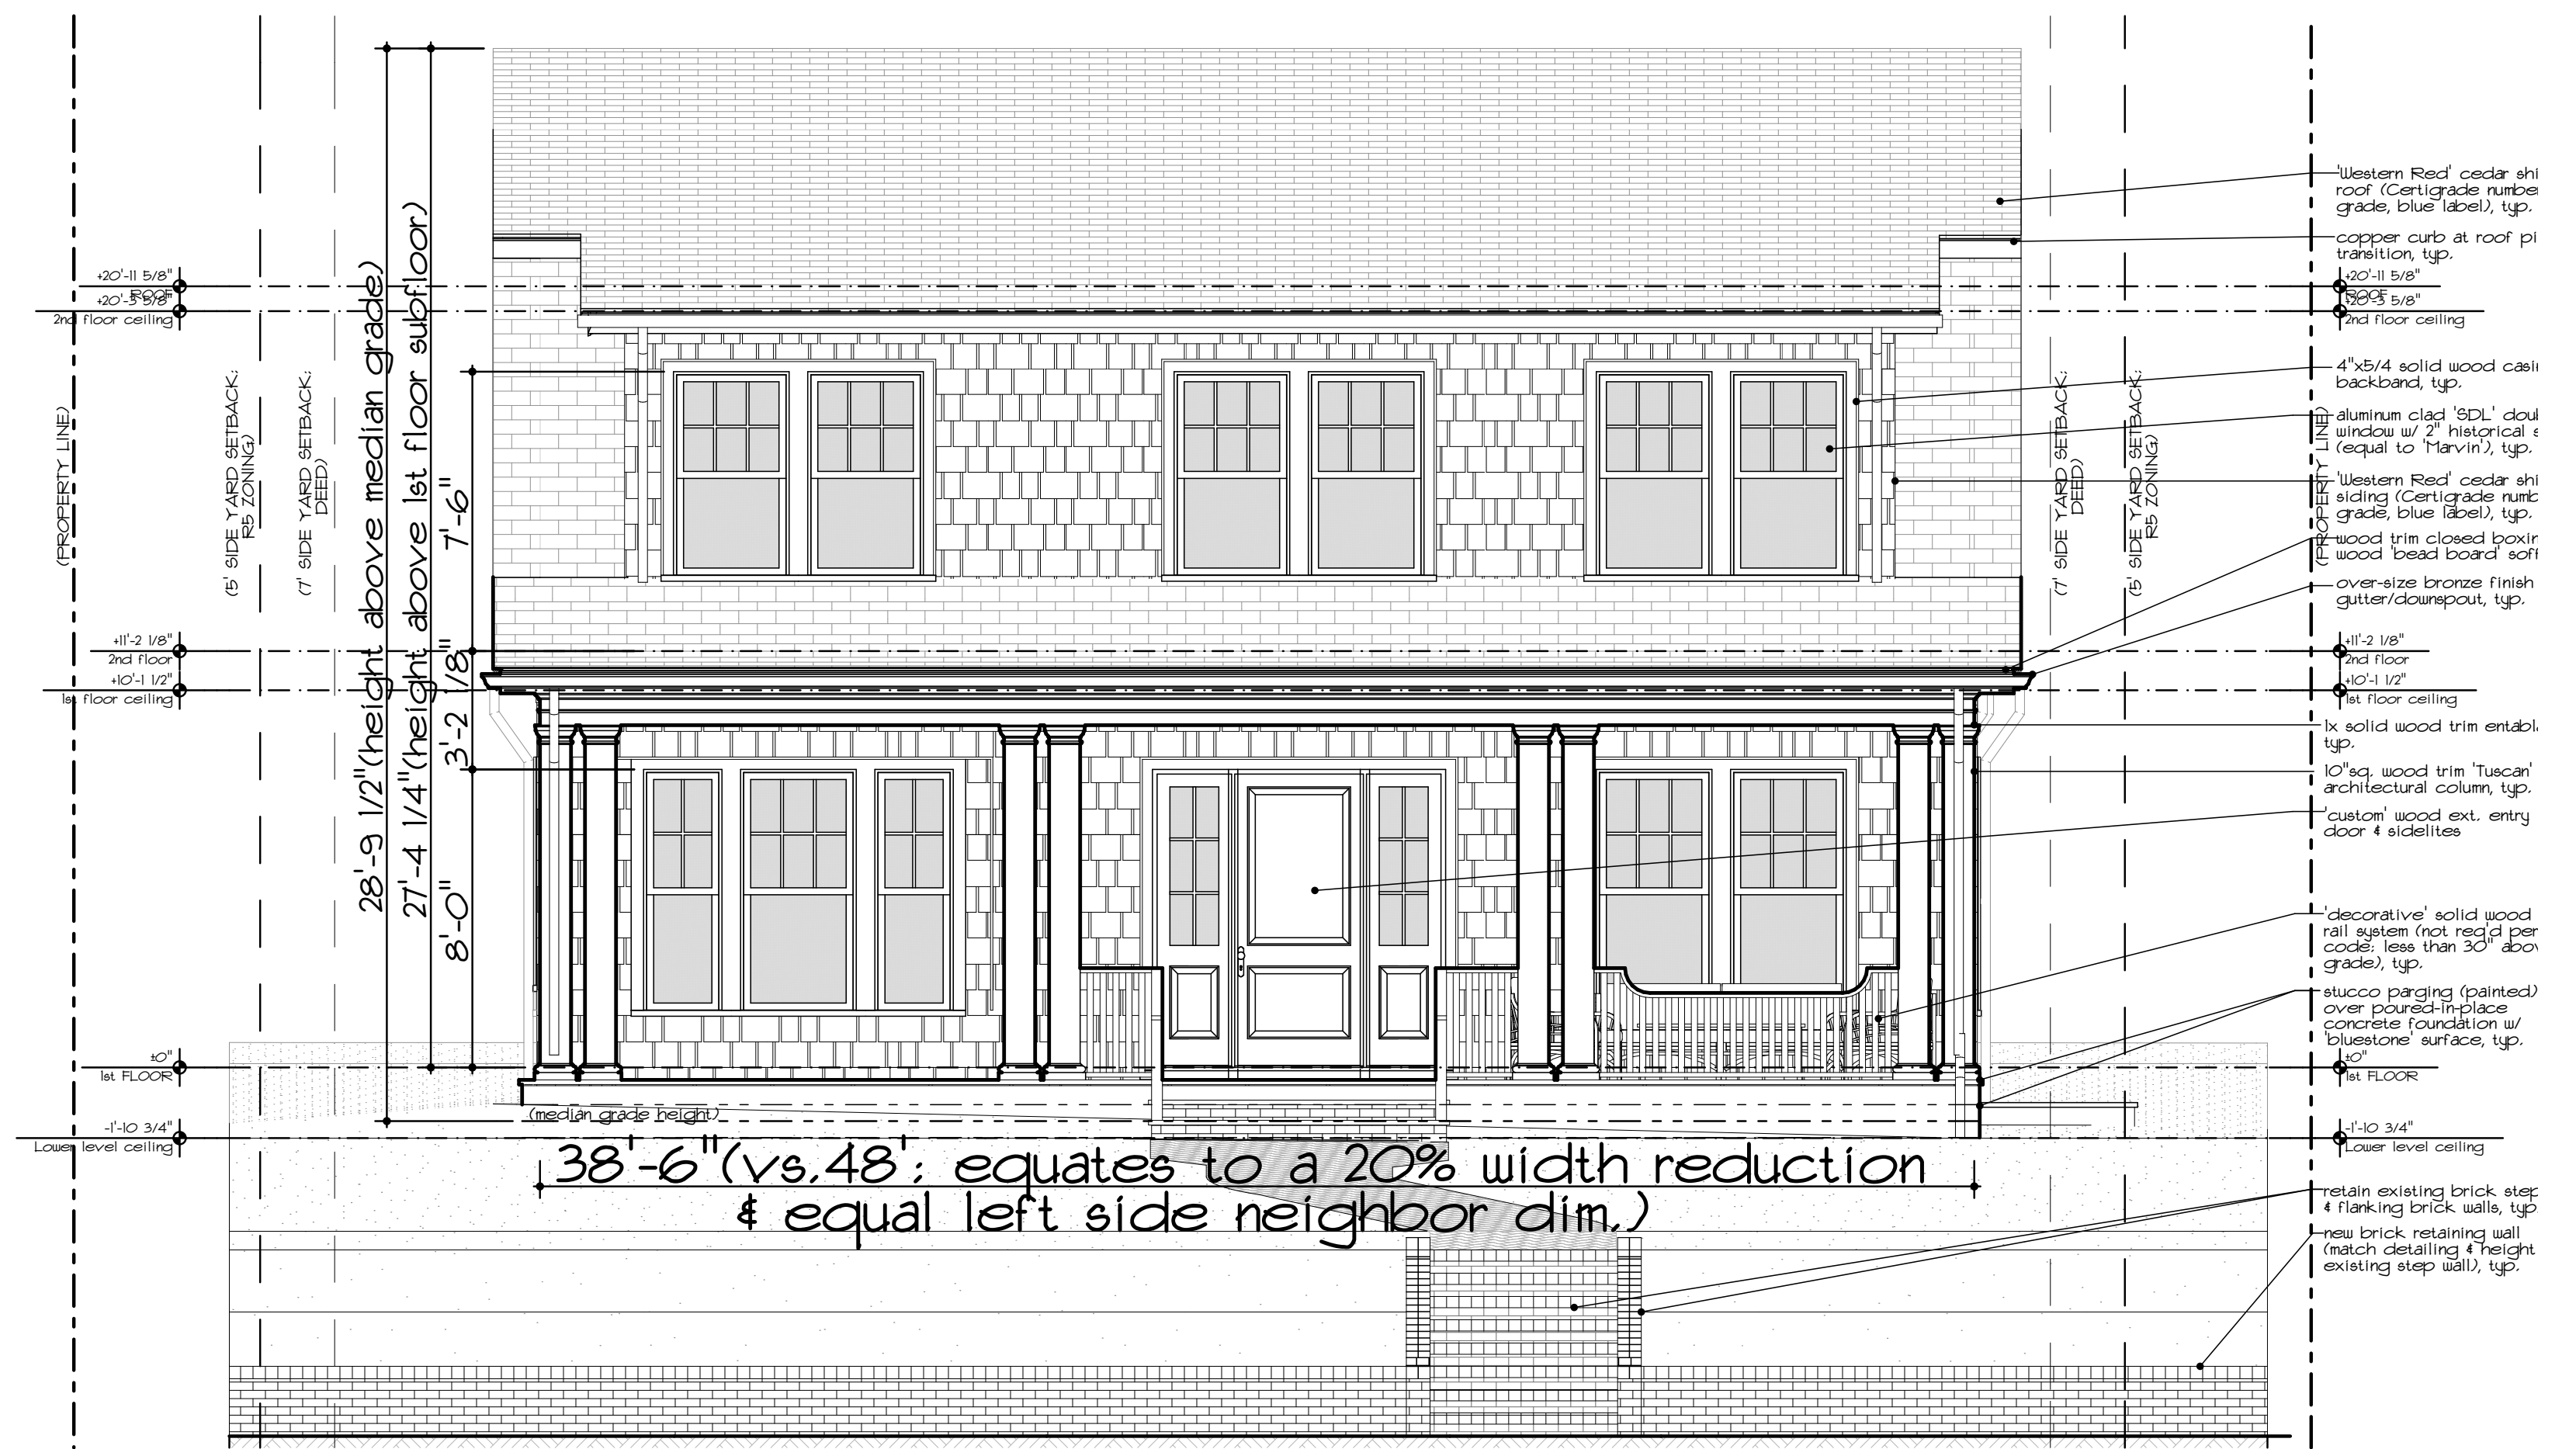 (PROPERTY LINE)
(5' SIDE YARD SETBACK;
R5 ZONING)
(7' SIDE YARD SETBACK;
DEED)
+20'-11 5/8"
ROOF
+20'-3 5/8"
2nd floor ceiling
+11'-2 1/8"
2nd floor
+10'-1 1/2"
1st floor ceiling
±0"
1st FLOOR
-1'-10 3/4"
Lower level ceiling
28'-9 1/2"(height above median grade)
27'-4 1/4"(height above 1st floor subfloor)
7'-6"
3'-2 1/8"
8'-0"
(median grade height)
38'-6"(vs.48'; equates to a 20% width reduction
& equal left side neighbor dim.)
(7' SIDE YARD SETBACK;
DEED)
(5' SIDE YARD SETBACK;
R5 ZONING)
(PROPERTY LINE)
'Western Red' cedar
roof (Certigrade
grade, blue label), typ.
copper curb at roof
transition, typ.
+20'-11 5/8"
ROOF
+20'-3 5/8"
2nd floor ceiling
4"x5/4 solid wood
backband, typ.
aluminum clad 'SDL'
window w/ 2" historical
(equal to 'Marvin'), typ.
'Western Red' cedar
siding (Certigrade
grade, blue label), typ.
wood trim closed
wood 'bead board'
over-size bronze finish
gutter/downspout, typ.
+11'-2 1/8"
2nd floor
+10'-1 1/2"
1st floor ceiling
1x solid wood trim
typ.
10"sq. wood trim 'Tuscan'
architectural column, typ.
'custom' wood ext. entry
door & sidelites
'decorative' solid wood
rail system (not req'd per
code; less than 30"
grade), typ.
stucco parging (painted)
over poured-in-place
concrete foundation w/
'bluestone' surface, typ.
±0"
1st FLOOR
-1'-10 3/4"
Lower level ceiling
retain existing brick
& flanking brick walls, typ
new brick retaining wall
(match detailing & height
existing step wall), typ.